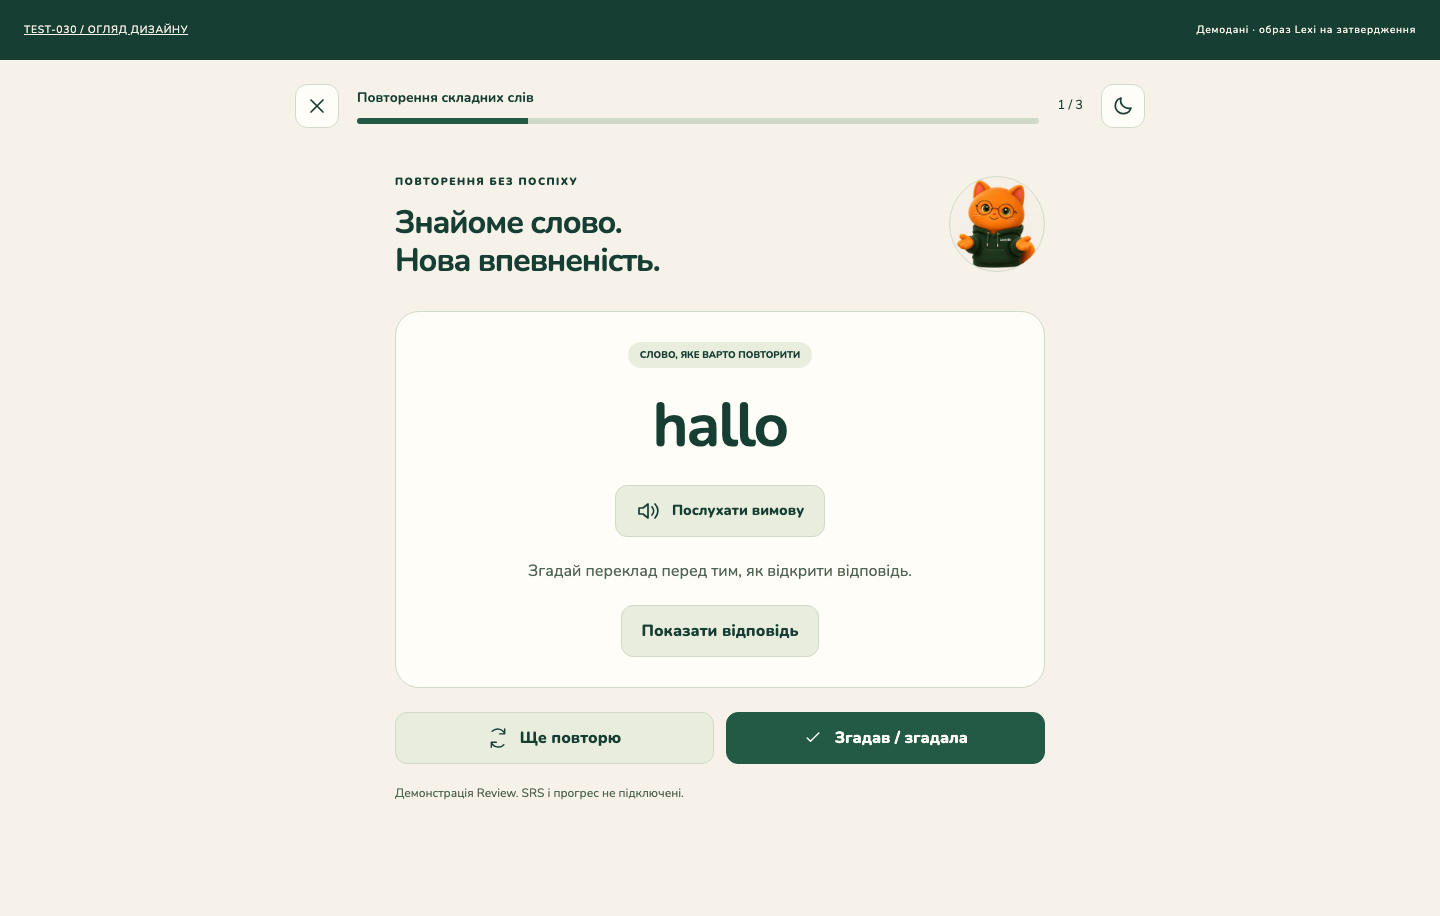 TEST-030 / ОГЛЯД ДИЗАЙНУ
Демодані · образ Lexi на затвердження
Повторення складних слів
1 / 3
ПОВТОРЕННЯ БЕЗ ПОСПІХУ
Знайоме слово.
Нова впевненість.
СЛОВО, ЯКЕ ВАРТО ПОВТОРИТИ
hallo
Послухати вимову
Згадай переклад перед тим, як відкрити відповідь.
Показати відповідь
Ще повторю
Згадав / згадала
Демонстрація Review. SRS і прогрес не підключені.